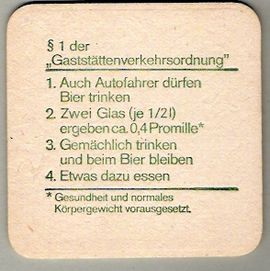 § 1 der
„Gaststättenverkehrsordnung”
1. Auch Autofahrer dürfen
Bier trinken
2. Zwei Glas (je 1/2 l)
ergeben ca. 0,4 Promille*
3. Gemächlich trinken
und beim Bier bleiben
4. Etwas dazu essen
* Gesundheit und normales
Körpergewicht vorausgesetzt.